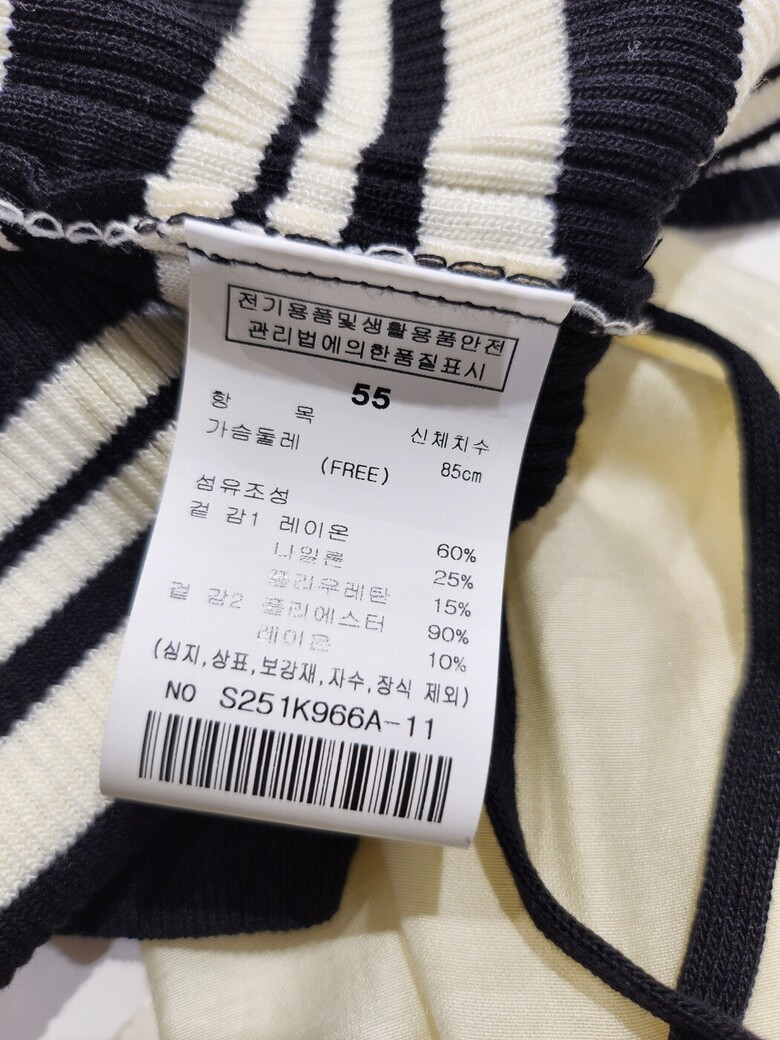 전기용품및생활용품안전
관리법에의한품질표시
55
항 목 신체치수
가슴둘레 85cm
(FREE)
섬유조성
겉 감1 레이온 60%
나일론 25%
폴리우레탄 15%
겉 감2 폴리에스터 90%
레이온 10%
(심지,상표,보강재,자수,장식 제외)
NO S251K966A-11